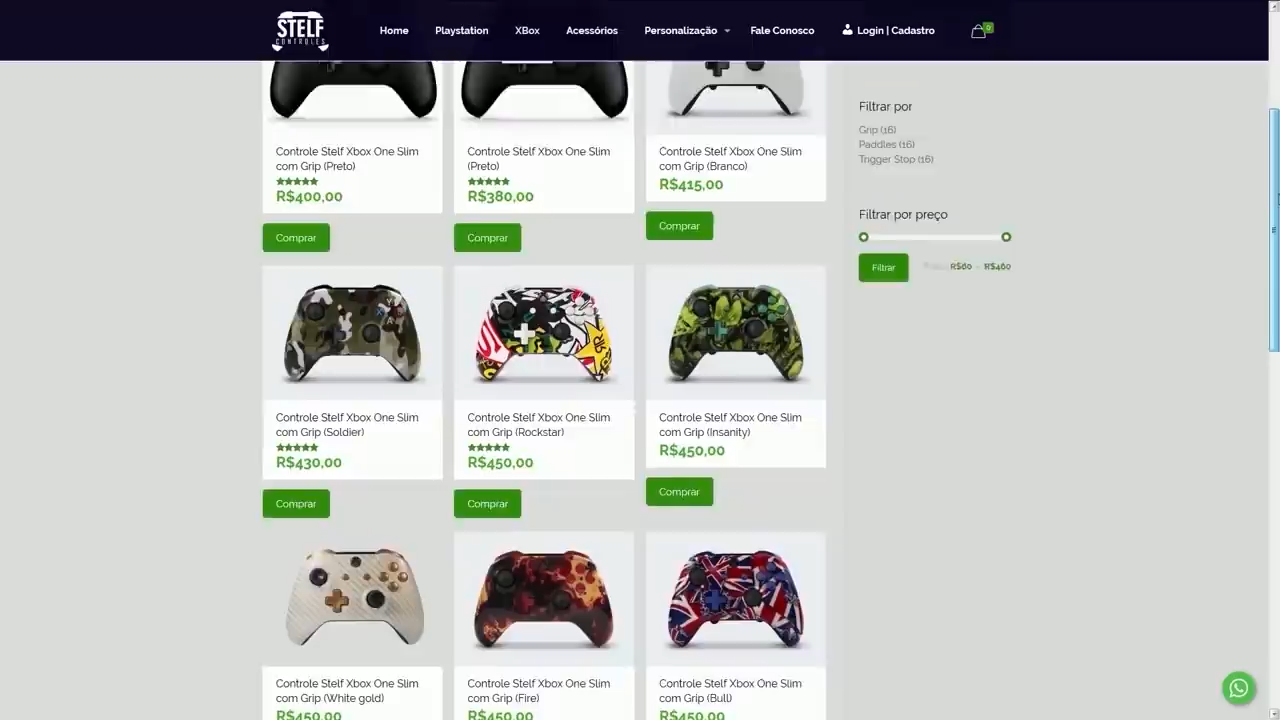 STELF
CONTROLES
Home
Playstation
XBox
Acessórios
Personalização
Fale Conosco
Login | Cadastro
0
Controle Stelf Xbox One Slim
com Grip (Preto)
R$400,00
Comprar
Controle Stelf Xbox One Slim
(Preto)
R$380,00
Comprar
Controle Stelf Xbox One Slim
com Grip (Branco)
R$415,00
Comprar
Filtrar por
Grip (16)
Paddles (16)
Trigger Stop (16)
Filtrar por preço
Filtrar
R$60 — R$460
Controle Stelf Xbox One Slim
com Grip (Soldier)
R$430,00
Comprar
Controle Stelf Xbox One Slim
com Grip (Rockstar)
R$450,00
Comprar
Controle Stelf Xbox One Slim
com Grip (Insanity)
R$450,00
Comprar
Controle Stelf Xbox One Slim
com Grip (White gold)
R$450,00
Controle Stelf Xbox One Slim
com Grip (Fire)
R$450,00
Controle Stelf Xbox One Slim
com Grip (Bull)
R$450,00